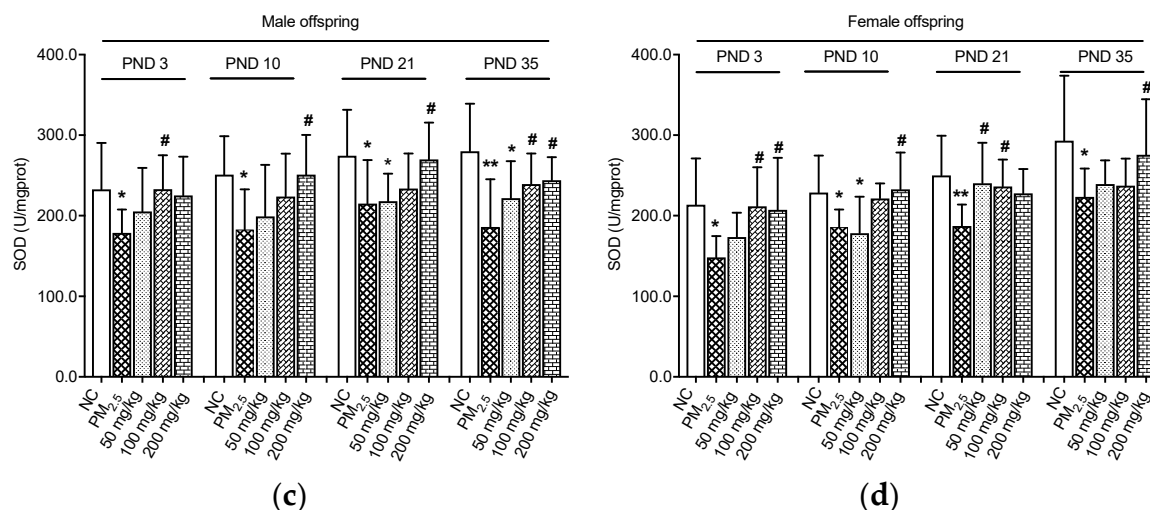 Male offspring
PND 3 PND 10 PND 21 PND 35
SOD (U/mgprot)
400.0
300.0
200.0
100.0
0.0
* # * # * * # ** * # #
NC PM2.5 50 mg/kg 100 mg/kg 200 mg/kg NC PM2.5 50 mg/kg 100 mg/kg 200 mg/kg NC PM2.5 50 mg/kg 100 mg/kg 200 mg/kg NC PM2.5 50 mg/kg 100 mg/kg 200 mg/kg
(c)
Female offspring
PND 3 PND 10 PND 21 PND 35
SOD (U/mgprot)
400.0
300.0
200.0
100.0
0.0
* # # * * # ** # # * #
NC PM2.5 50 mg/kg 100 mg/kg 200 mg/kg NC PM2.5 50 mg/kg 100 mg/kg 200 mg/kg NC PM2.5 50 mg/kg 100 mg/kg 200 mg/kg NC PM2.5 50 mg/kg 100 mg/kg 200 mg/kg
(d)